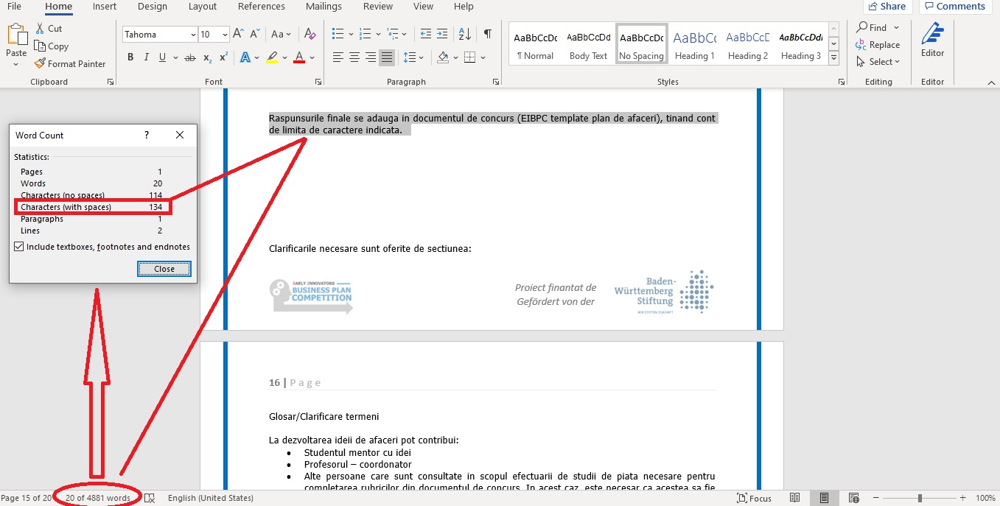 File Home Insert Design Layout References Mailings Review View Help Share Comments
Tahoma 10 Aa Find
Paste Cut Copy Format Painter
B I U ab x2 x2 A A A
AaBbCcDc AaBbCcDd AaBbCcDc AaBbCc AaBbCcD AaBbCcDdI
¶ Normal Body Text No Spacing Heading 1 Heading 2 Heading 3
Replace
Select
Editor
Clipboard Font Paragraph Styles Editing Editor
Raspunsurile finale se adauga in documentul de concurs (EIBPC template plan de afaceri), tinand cont
de limita de caractere indicata.
Word Count ?
Statistics:
Pages 1
Words 20
Characters (no spaces) 114
Characters (with spaces) 134
Paragraphs 1
Lines 2
Include textboxes, footnotes and endnotes
Close
Clarificarile necesare sunt oferite de sectiunea:
EARLY INNOVATORS
BUSINESS PLAN
COMPETITION
Proiect finantat de
Gefördert von der
Baden-
Württemberg
Stiftung
WIR STIFTEN ZUKUNFT
16 | Page
Glosar/Clarificare termeni
La dezvoltarea ideii de afaceri pot contribui:
• Studentul mentor cu idei
• Profesorul – coordonator
• Alte persoane care sunt consultate in scopul efectuarii de studii de piata necesare pentru
completarea rubricilor din documentul de concurs. In acest caz, este necesar ca acestea sa fie
Page 15 of 20 20 of 4881 words English (United States) Focus 100%